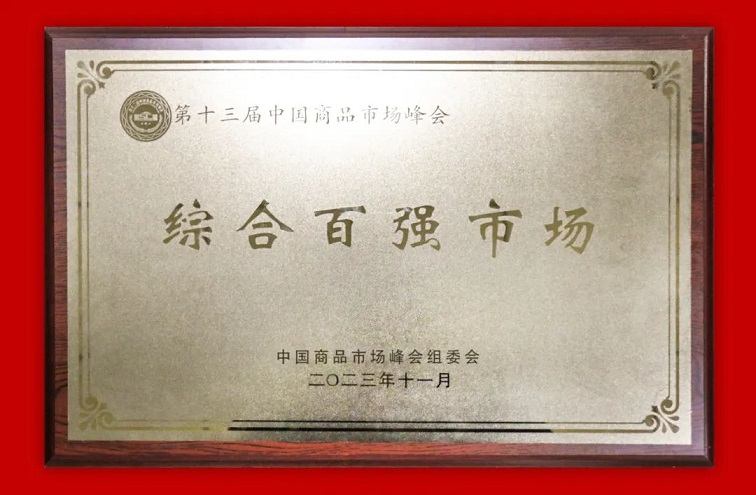 第十三届中国商品市场峰会
综合百强市场
中国商品市场峰会组委会
二〇二三年十一月